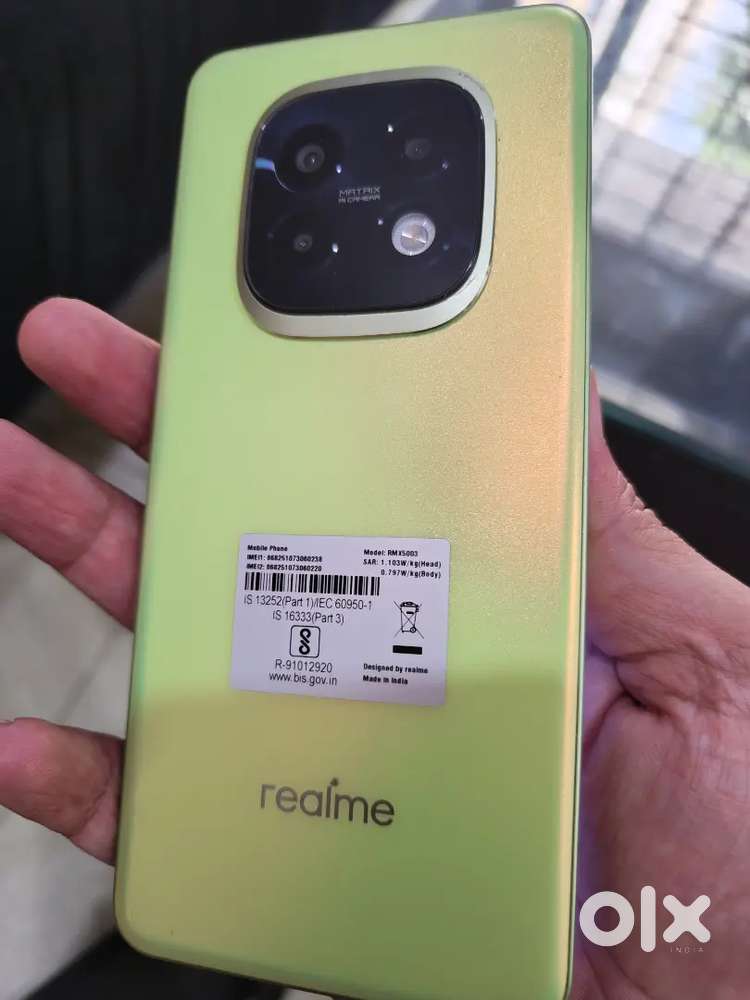 MATRIX
AI CAMERA
Mobile Phone
IMEI1: 868251073060238
IMEI2: 868251073060220
Model: RMX5003
SAR: 1.103W/kg(Head)
0.797W/kg(Body)
IS 13252(Part 1)/IEC 60950-1
IS 16333(Part 3)
R-91012920
www.bis.gov.in
Designed by realme
Made in India
realme
olx
INDIA